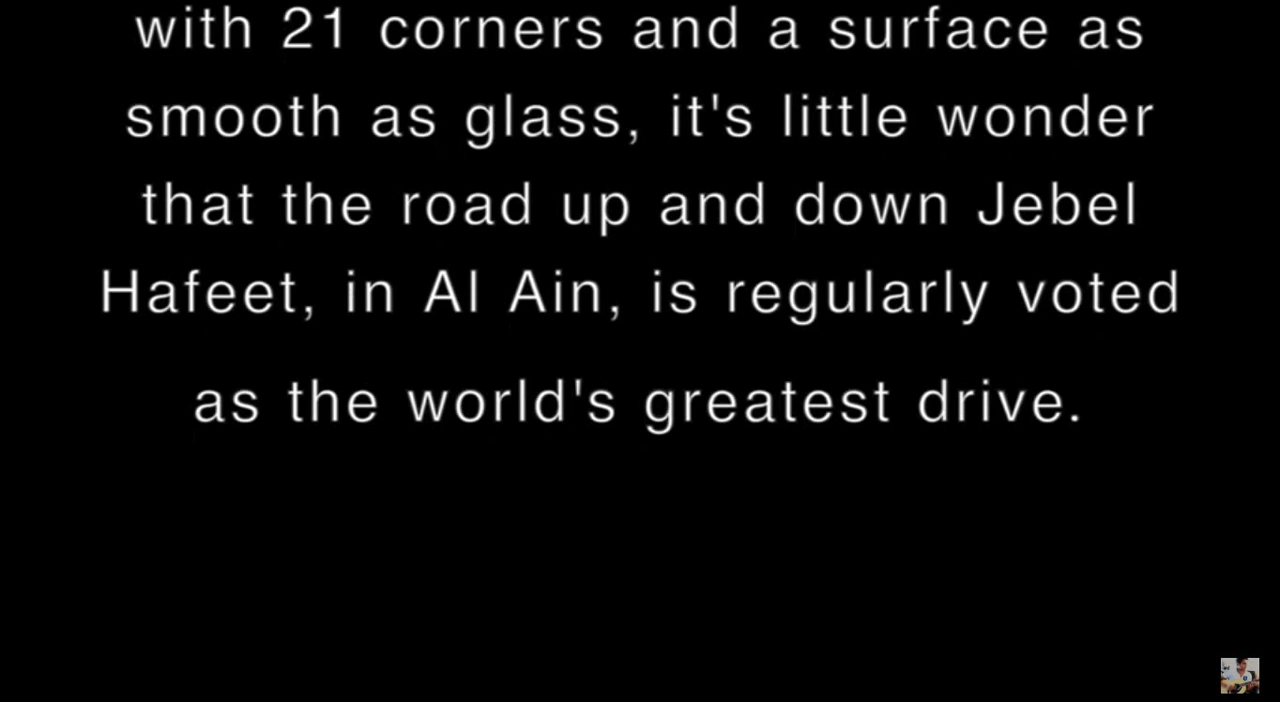 with 21 corners and a surface as
smooth as glass, it's little wonder
that the road up and down Jebel
Hafeet, in Al Ain, is regularly voted
as the world's greatest drive.